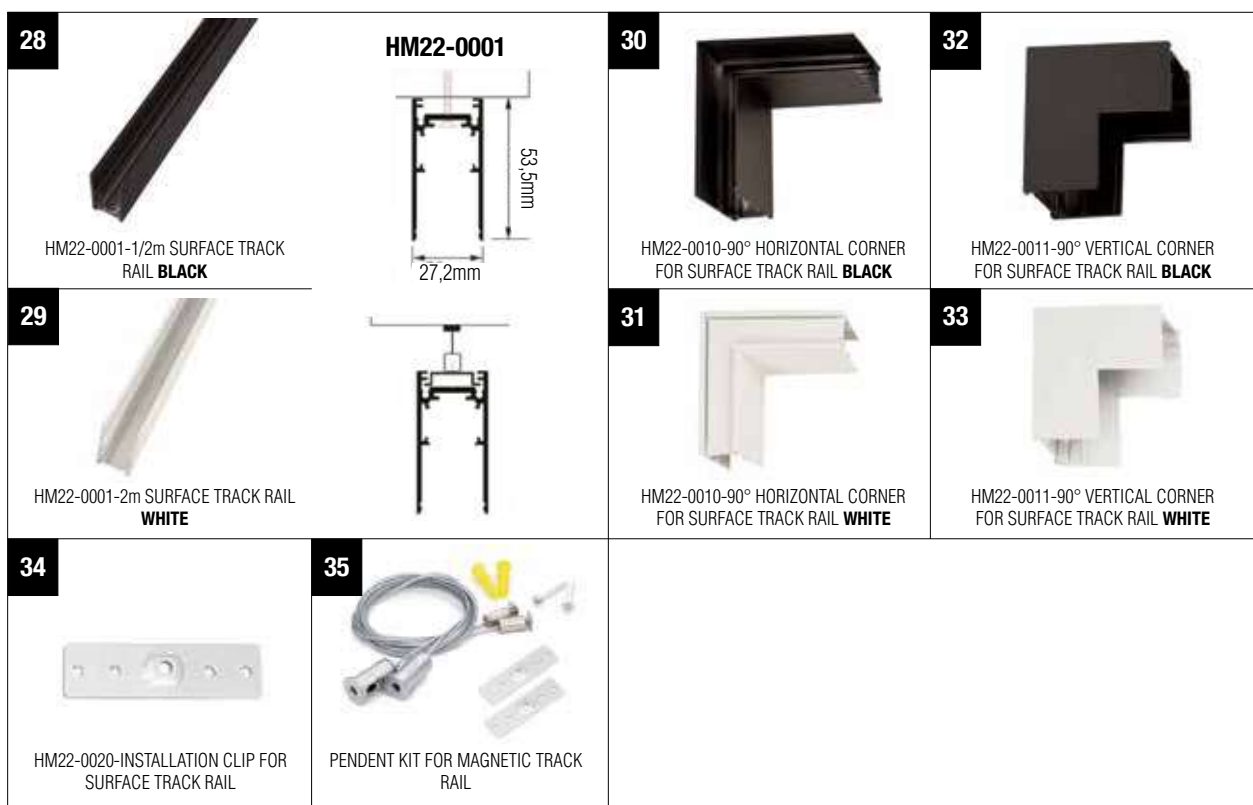 28
HM22-0001
53,5mm
27,2mm
HM22-0001-1/2m SURFACE TRACK
RAIL BLACK
30
HM22-0010-90° HORIZONTAL CORNER
FOR SURFACE TRACK RAIL BLACK
32
HM22-0011-90° VERTICAL CORNER
FOR SURFACE TRACK RAIL BLACK
29
HM22-0001-2m SURFACE TRACK RAIL
WHITE
31
HM22-0010-90° HORIZONTAL CORNER
FOR SURFACE TRACK RAIL WHITE
33
HM22-0011-90° VERTICAL CORNER
FOR SURFACE TRACK RAIL WHITE
34
HM22-0020-INSTALLATION CLIP FOR
SURFACE TRACK RAIL
35
PENDENT KIT FOR MAGNETIC TRACK
RAIL